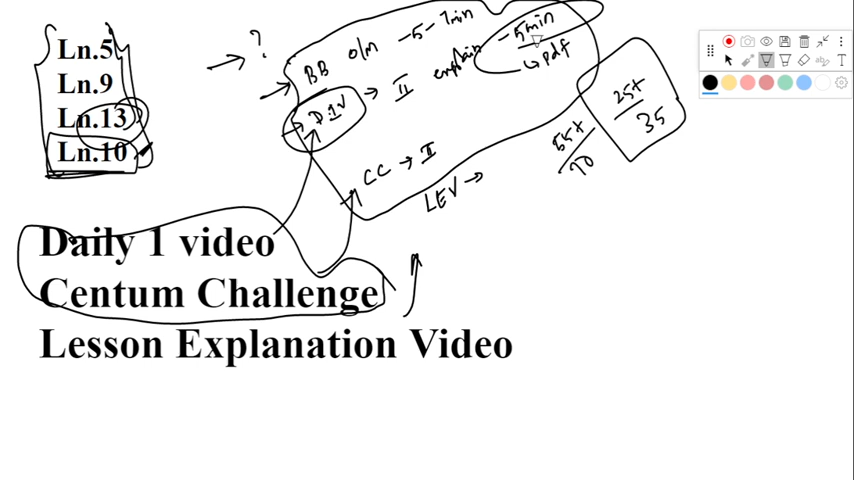 Ln.5
Ln.9
Ln.13
Ln.10
?
BB O/M -5-7min
D1V → II explain -5min
↳ pdf
CC → II
LEV →
55+
90
25+
35
Daily 1 video
Centum Challenge
Lesson Explanation Video